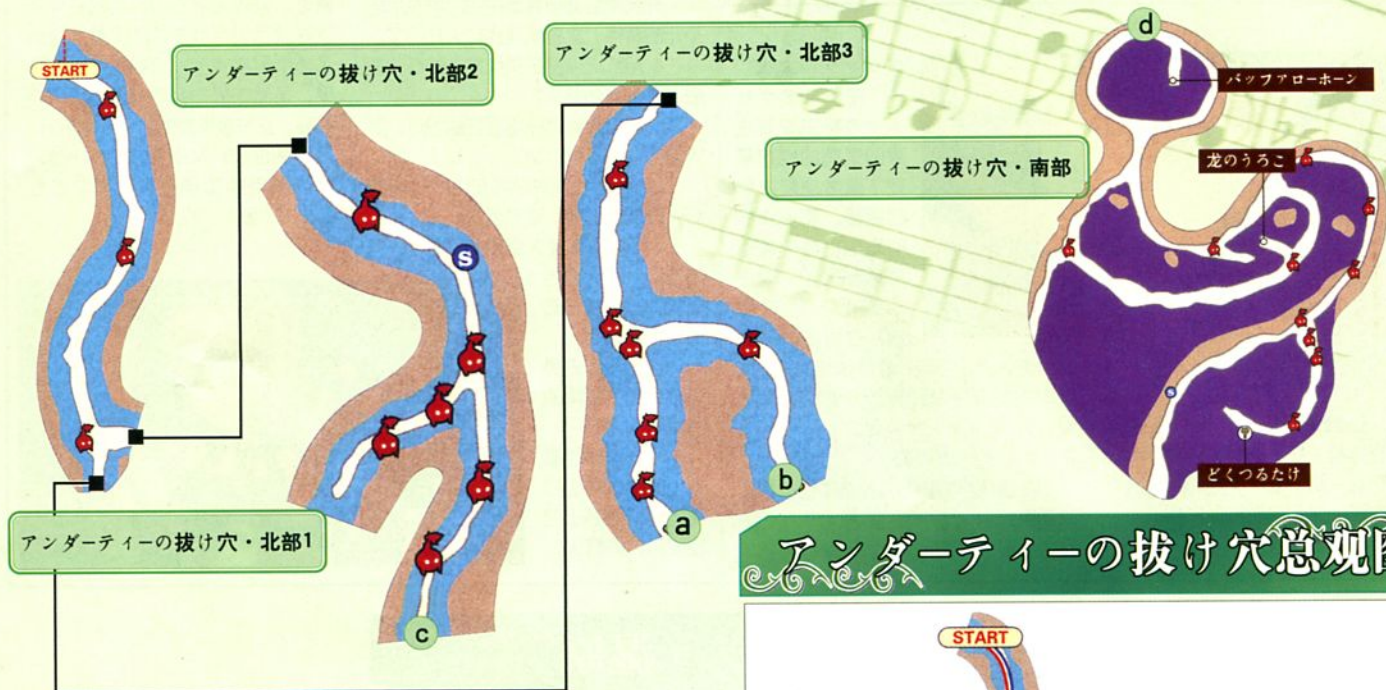 START
アンダーティーの抜け穴・北部2
アンダーティーの抜け穴・北部3
d
バッファローホーン
龙のうろこ
アンダーティーの抜け穴・南部
S
S
b
a
どくつるたけ
アンダーティーの抜け穴・北部1
c
アンダーティーの抜け穴总观图
START